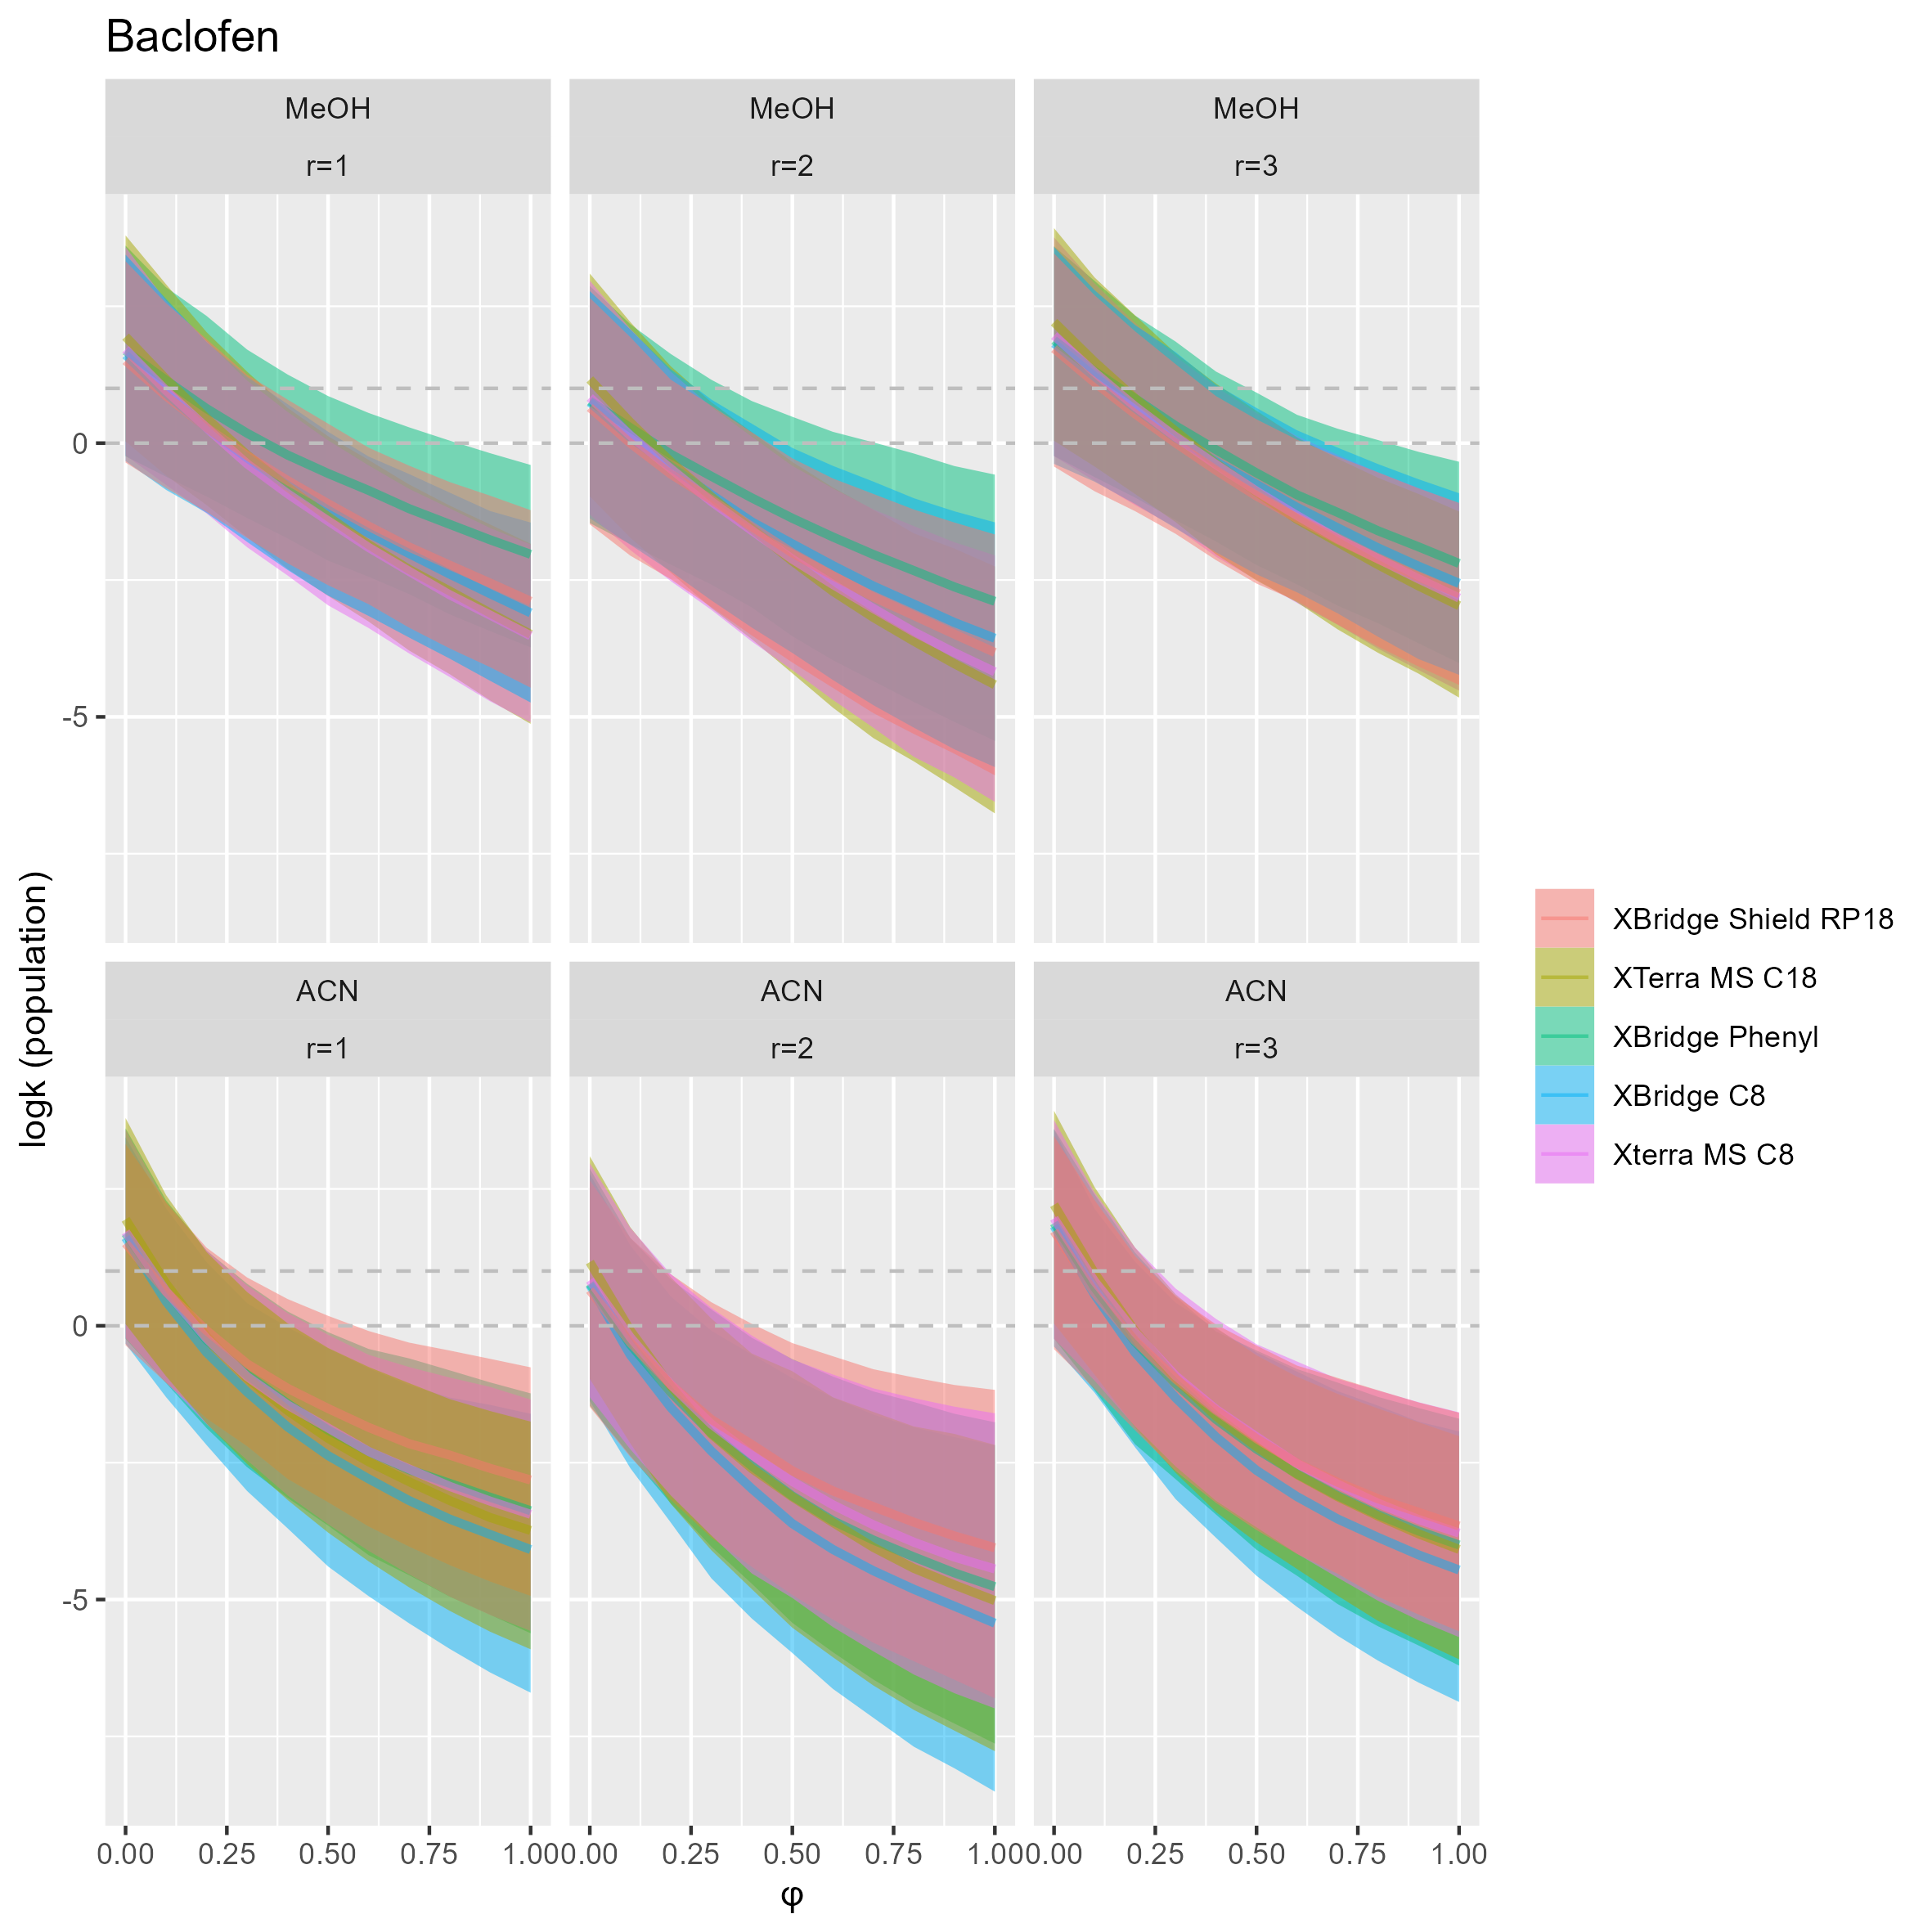 Baclofen
MeOH
r=1
MeOH
r=2
MeOH
r=3
0
-5
ACN
r=1
ACN
r=2
ACN
r=3
0
-5
0.00 0.25 0.50 0.75 1.00
0.00 0.25 0.50 0.75 1.00
0.00 0.25 0.50 0.75 1.00
φ
logk (population)
XBridge Shield RP18
XTerra MS C18
XBridge Phenyl
XBridge C8
Xterra MS C8